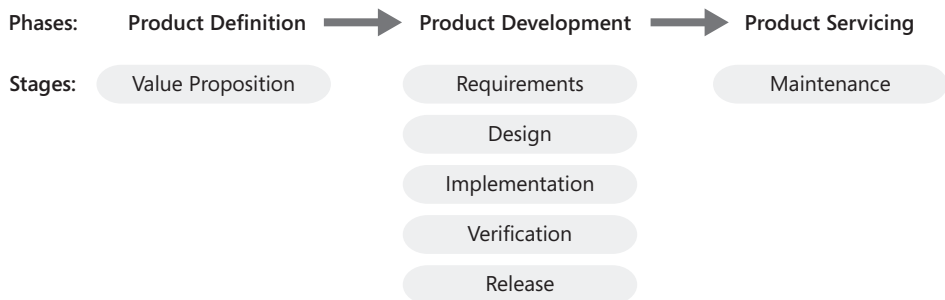 Phases: Product Definition Product Development Product Servicing
Stages: Value Proposition Requirements Maintenance
Design
Implementation
Verification
Release